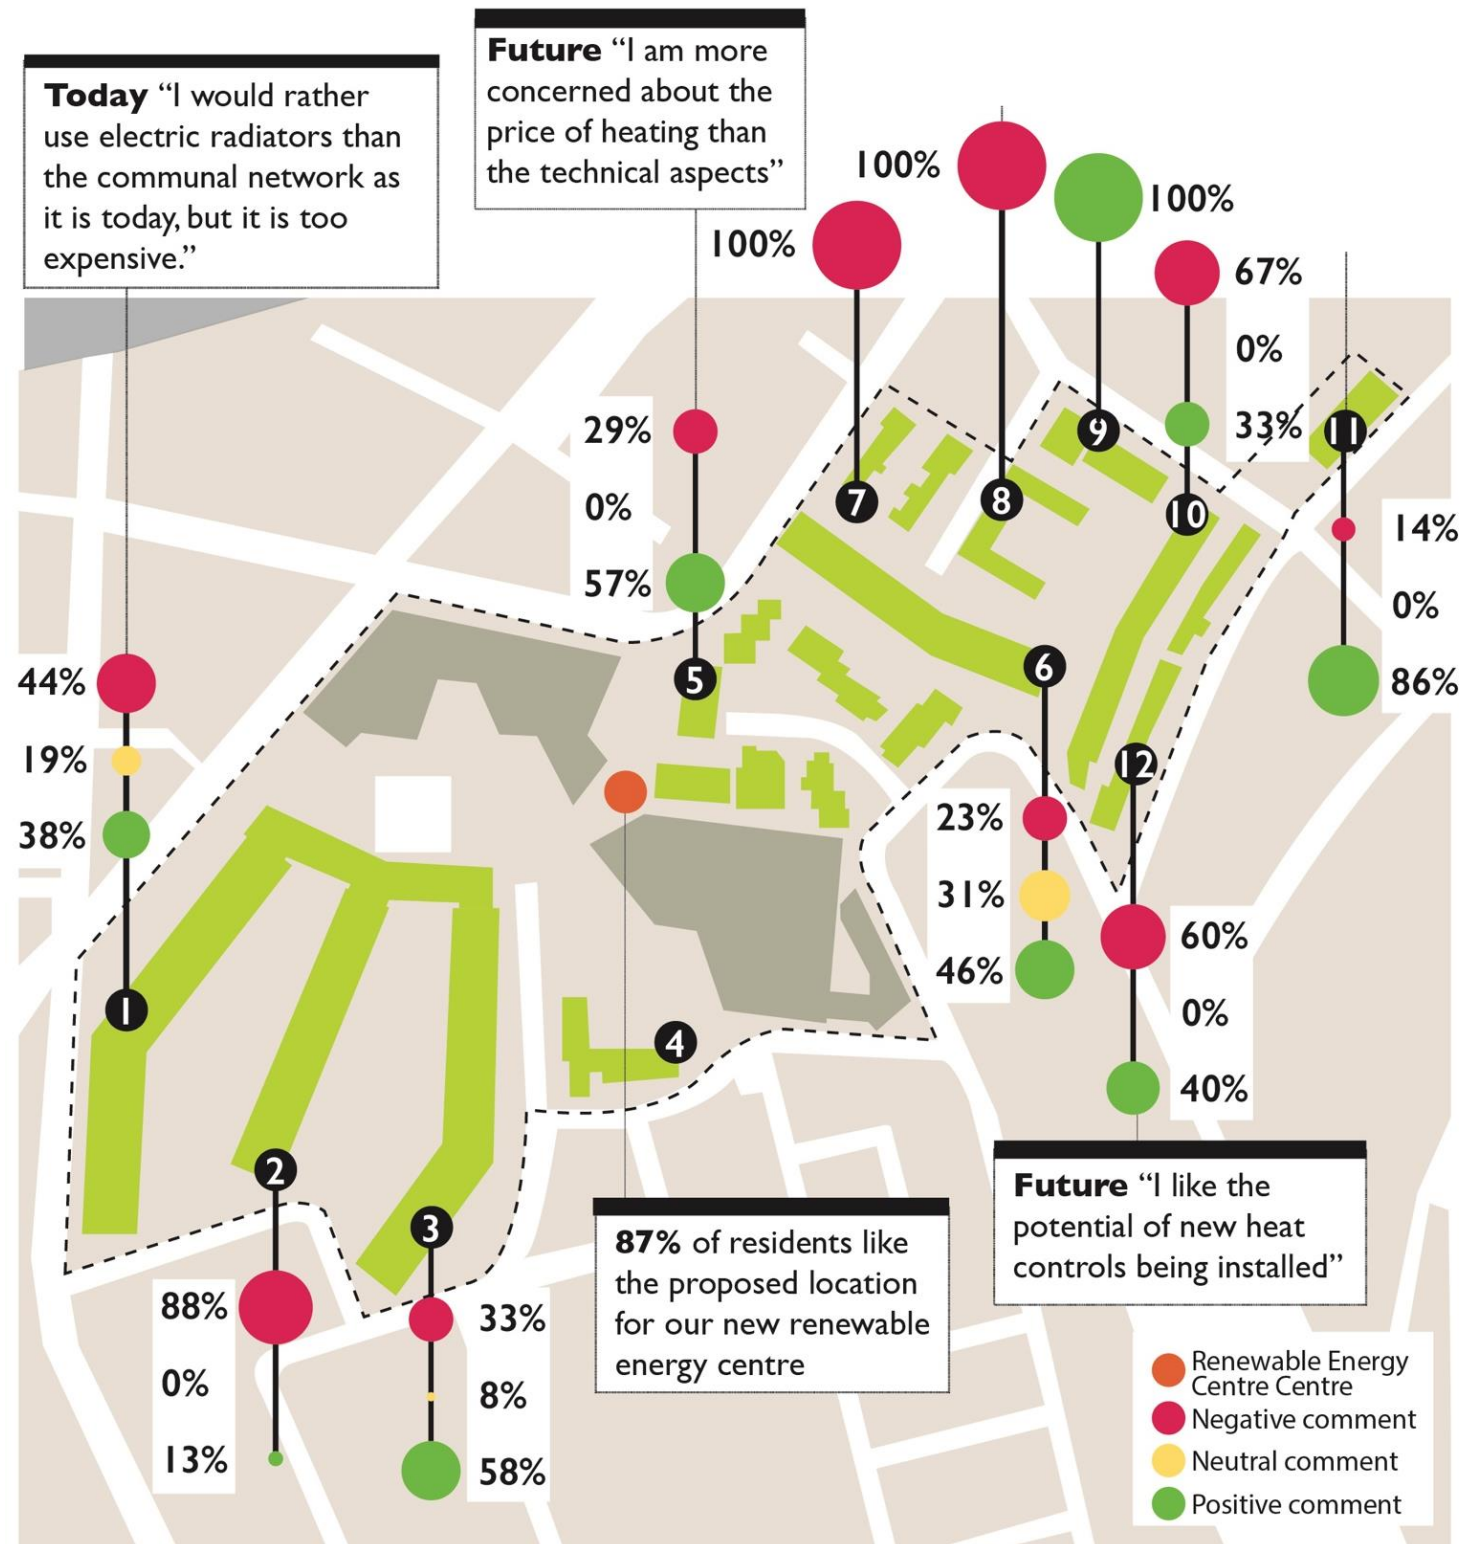 Today “I would rather
use electric radiators than
the communal network as
it is today, but it is too
expensive.”
Future “I am more
concerned about the
price of heating than
the technical aspects”
100%
100%
100%
67%
0%
33%
29%
0%
57%
14%
0%
86%
44%
19%
38%
7
8
9
10
11
5
6
12
23%
31%
46%
60%
0%
40%
1
4
2
3
88%
0%
13%
33%
8%
58%
87% of residents like
the proposed location
for our new renewable
energy centre
Future “I like the
potential of new heat
controls being installed”
Renewable Energy
Centre Centre
Negative comment
Neutral comment
Positive comment